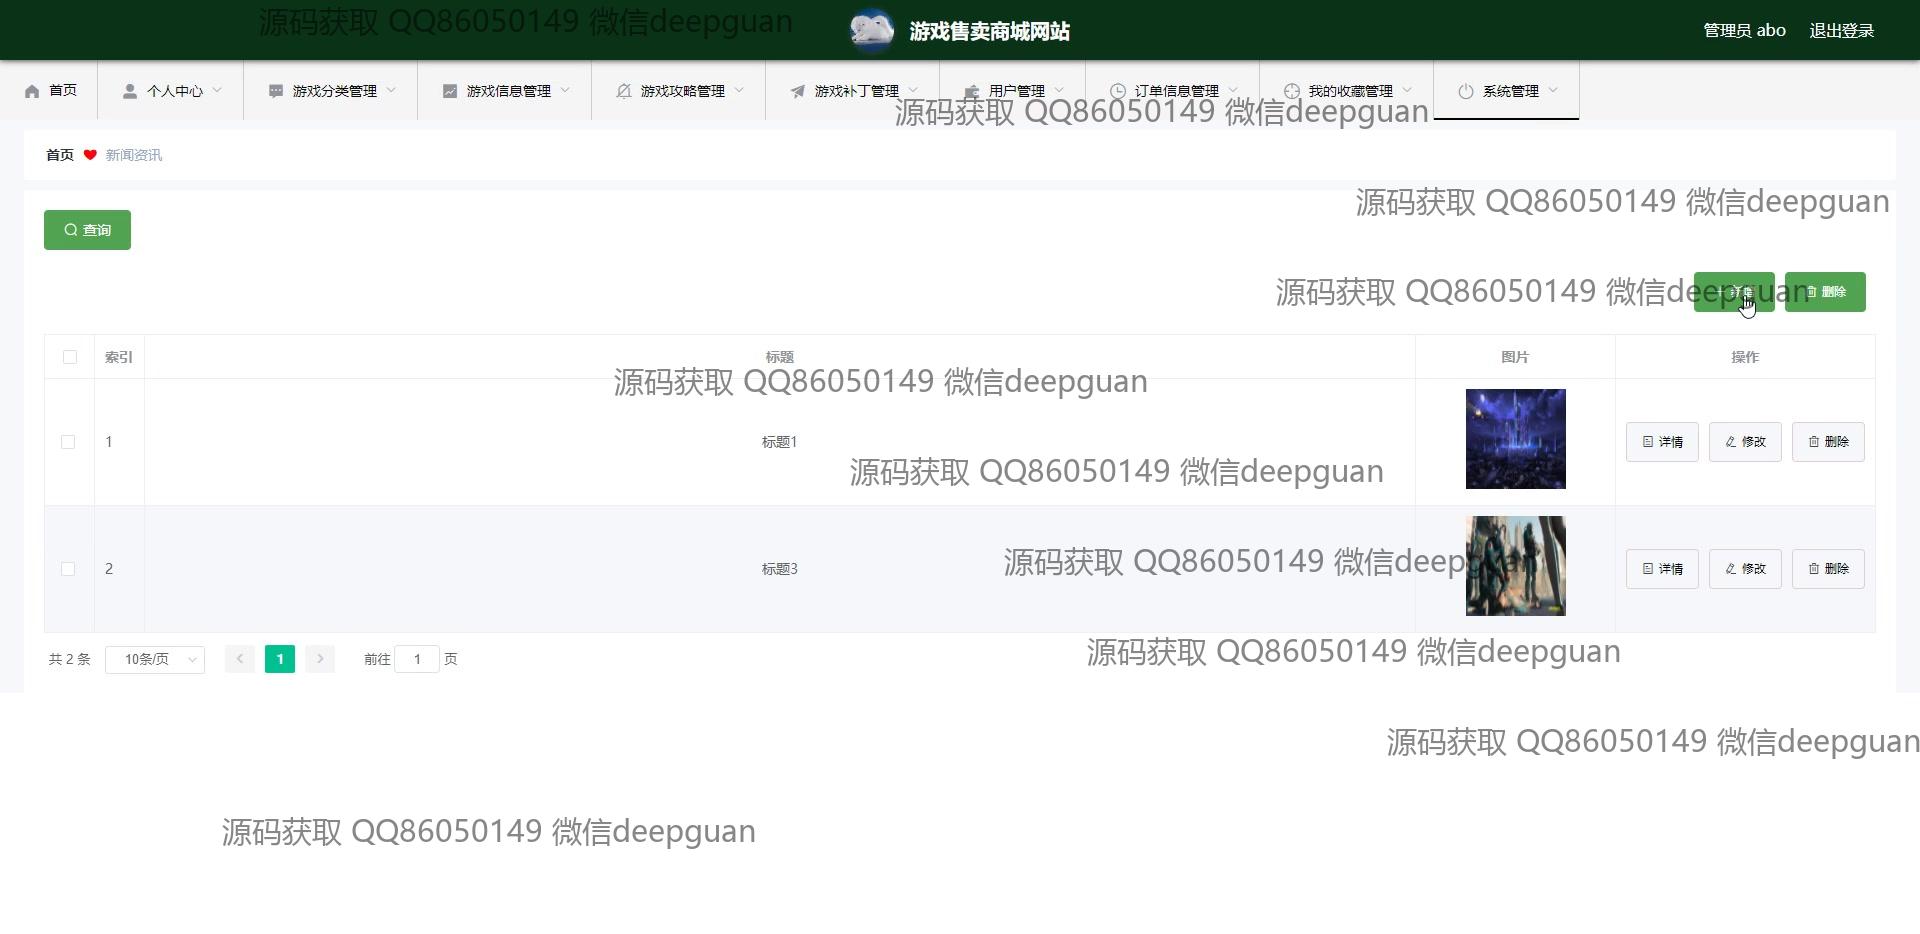 源码获取 QQ86050149 微信deepguan
游戏售卖商城网站
管理员 abo 退出登录
首页 个人中心 游戏分类管理 游戏信息管理 游戏攻略管理 游戏补丁管理 用户管理 订单信息管理 我的收藏管理 系统管理
源码获取 QQ86050149 微信deepguan
首页 新闻资讯
源码获取 QQ86050149 微信deepguan
查询
源码获取 QQ86050149 微信deepguan
删除
索引 标题 图片 操作
源码获取 QQ86050149 微信deepguan
1 标题1 详情 修改 删除
源码获取 QQ86050149 微信deepguan
源码获取 QQ86050149 微信deepguan
2 标题3 详情 修改 删除
源码获取 QQ86050149 微信deepguan
共 2 条 10条/页 1 前往 1 页
源码获取 QQ86050149 微信deepguan
源码获取 QQ86050149 微信deepguan